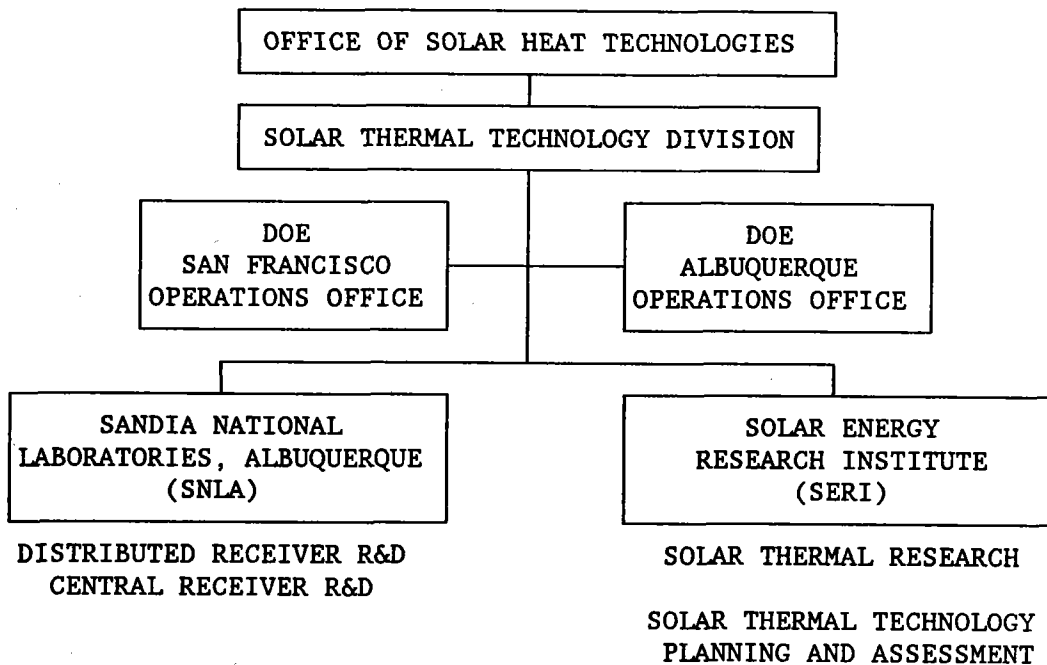 OFFICE OF SOLAR HEAT TECHNOLOGIES
SOLAR THERMAL TECHNOLOGY DIVISION
DOE
SAN FRANCISCO
OPERATIONS OFFICE
DOE
ALBUQUERQUE
OPERATIONS OFFICE
SANDIA NATIONAL
LABORATORIES, ALBUQUERQUE
(SNLA)
DISTRIBUTED RECEIVER R&D
CENTRAL RECEIVER R&D
SOLAR ENERGY
RESEARCH INSTITUTE
(SERI)
SOLAR THERMAL RESEARCH
SOLAR THERMAL TECHNOLOGY
PLANNING AND ASSESSMENT